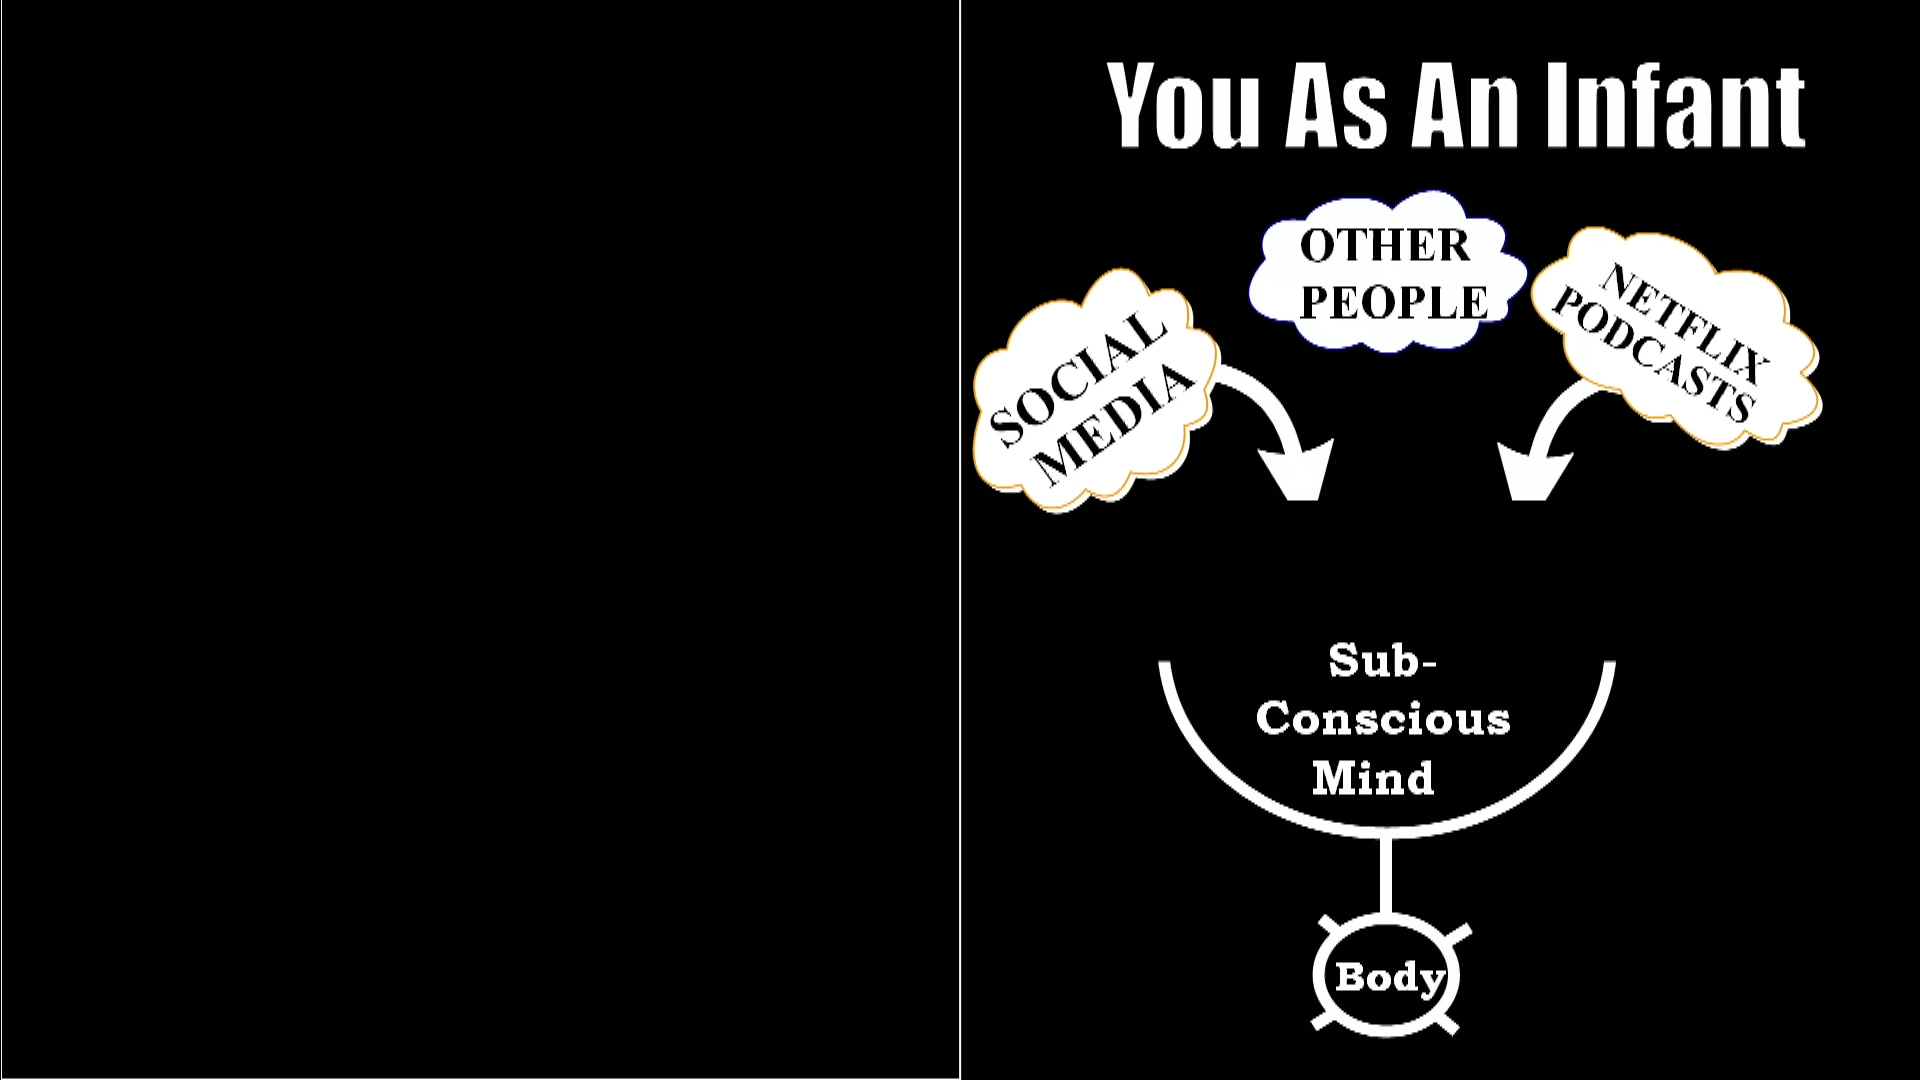 You As An Infant
OTHER
PEOPLE
SOCIAL
MEDIA
NETFLIX
PODCASTS
Sub-
Conscious
Mind
Body